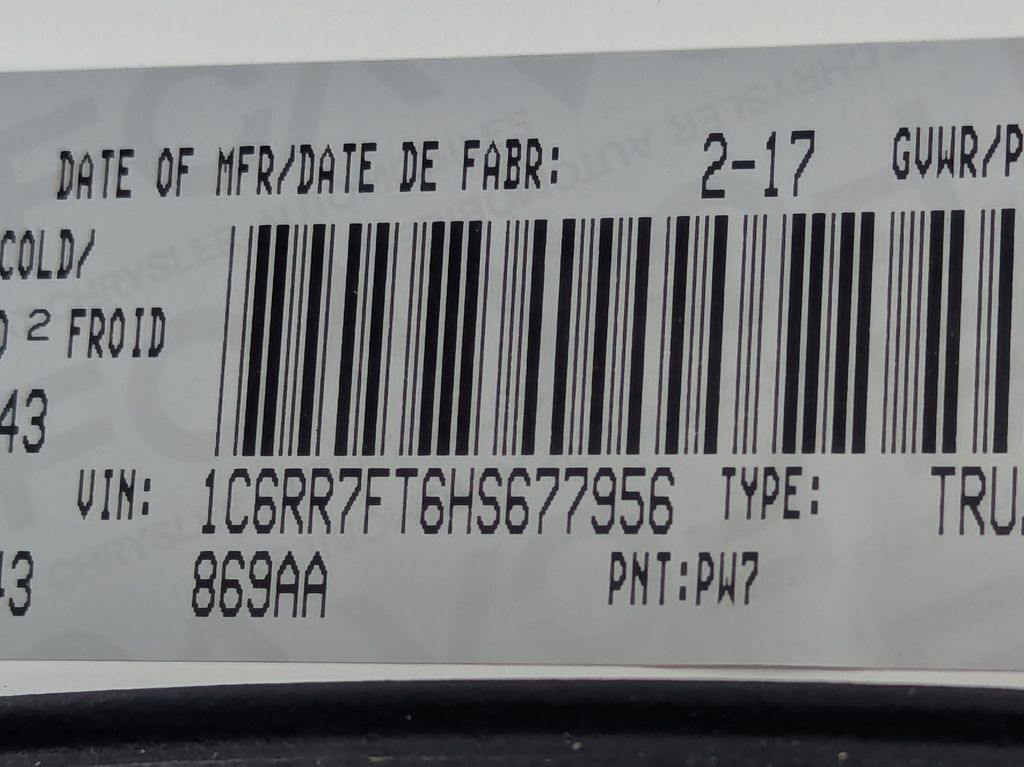 DATE OF MFR/DATE DE FABR: 2-17 GVWR/P
COLD/
2 FROID
43
VIN: 1C6RR7FT6HS677956 TYPE: TRU
43 869AA PNT:PW7